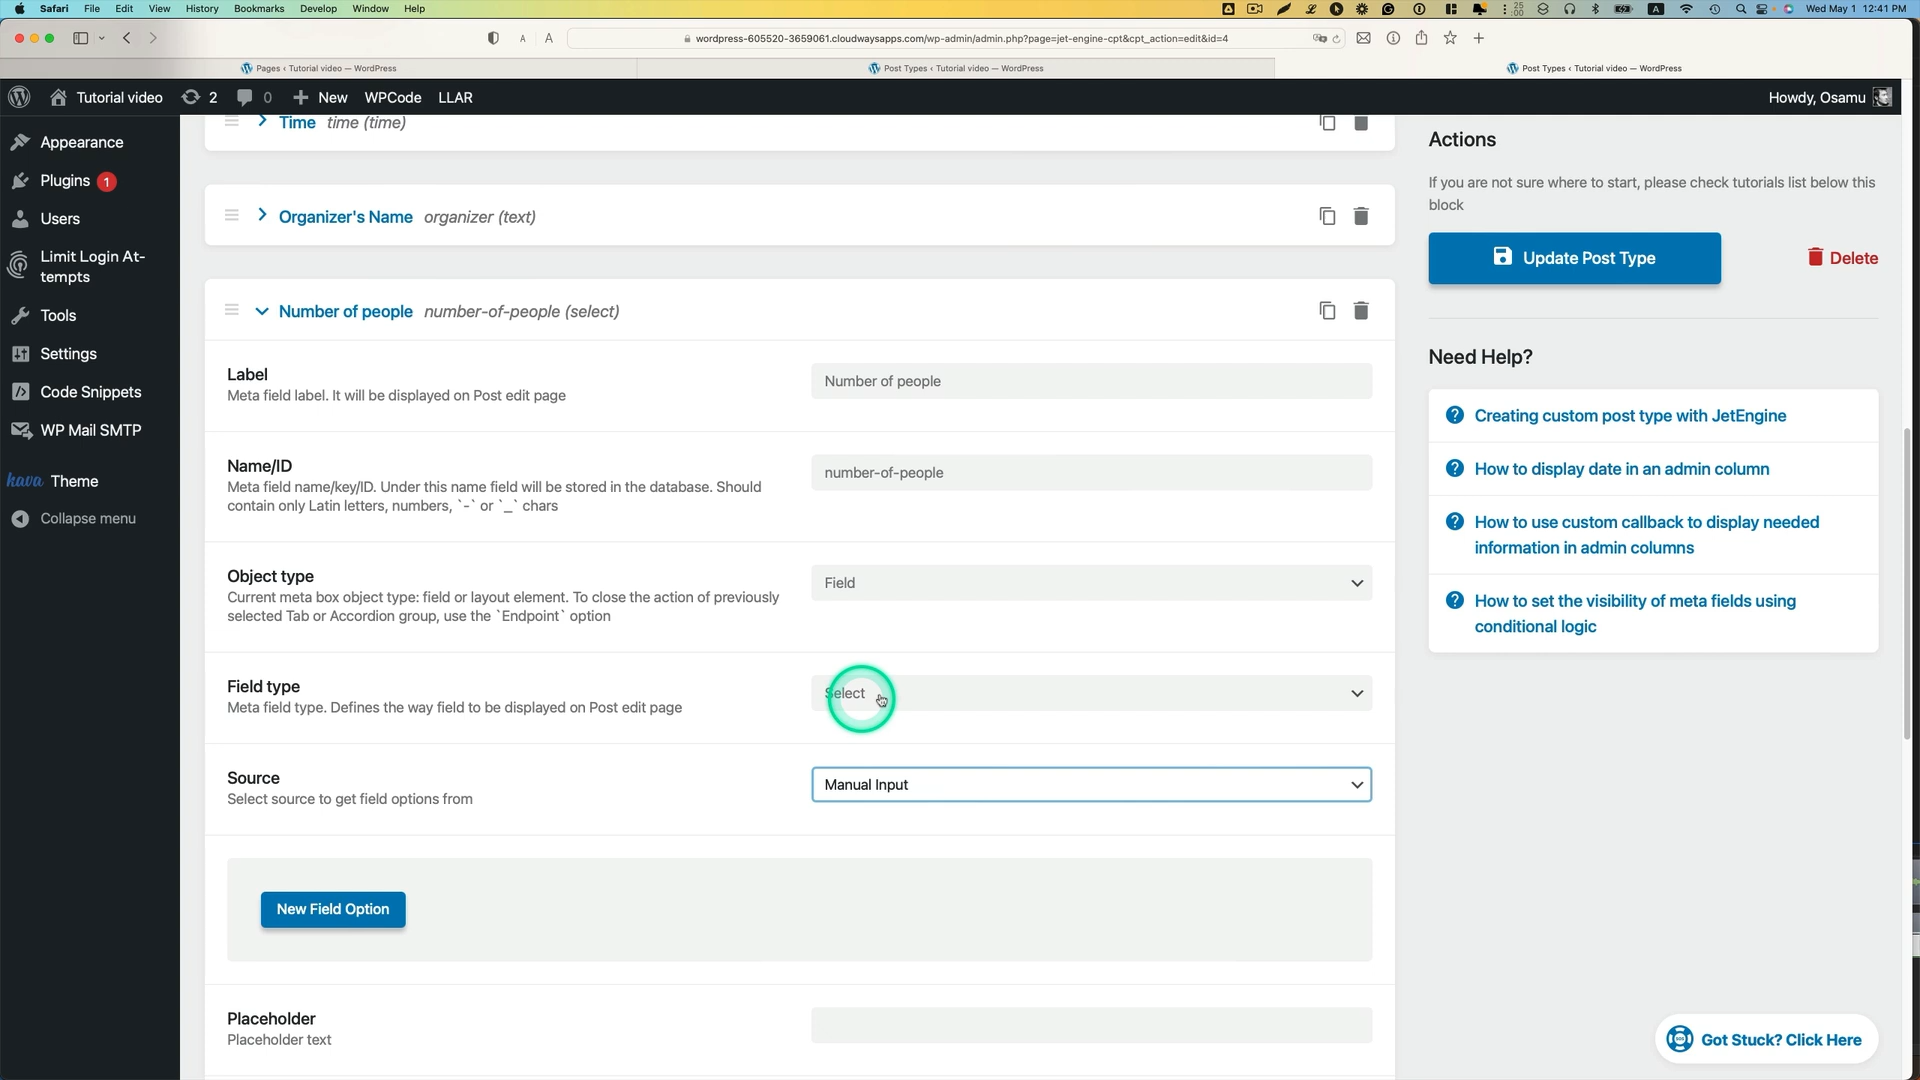 Safari File Edit View History Bookmarks Develop Window Help
25
00
A
Wed May 1 12:41 PM
A A
wordpress-605520-3659061.cloudwaysapps.com/wp-admin/admin.php?page=jet-engine-cpt&cpt_action=edit&id=4
Pages ‹ Tutorial video — WordPress
Post Types ‹ Tutorial video — WordPress
Post Types ‹ Tutorial video — WordPress
Tutorial video 2 0 New WPCode LLAR
Howdy, Osamu
Appearance
Plugins 1
Users
Limit Login At-
tempts
Tools
Settings
Code Snippets
WP Mail SMTP
hava Theme
Collapse menu
Time time (time)
Organizer's Name organizer (text)
Number of people number-of-people (select)
Label
Meta field label. It will be displayed on Post edit page
Number of people
Name/ID
Meta field name/key/ID. Under this name field will be stored in the database. Should
contain only Latin letters, numbers, `-` or `_` chars
number-of-people
Object type
Current meta box object type: field or layout element. To close the action of previously
selected Tab or Accordion group, use the `Endpoint` option
Field
Field type
Meta field type. Defines the way field to be displayed on Post edit page
Select
Source
Select source to get field options from
Manual Input
New Field Option
Placeholder
Placeholder text
Actions
If you are not sure where to start, please check tutorials list below this
block
Update Post Type
Delete
Need Help?
Creating custom post type with JetEngine
How to display date in an admin column
How to use custom callback to display needed
information in admin columns
How to set the visibility of meta fields using
conditional logic
Got Stuck? Click Here